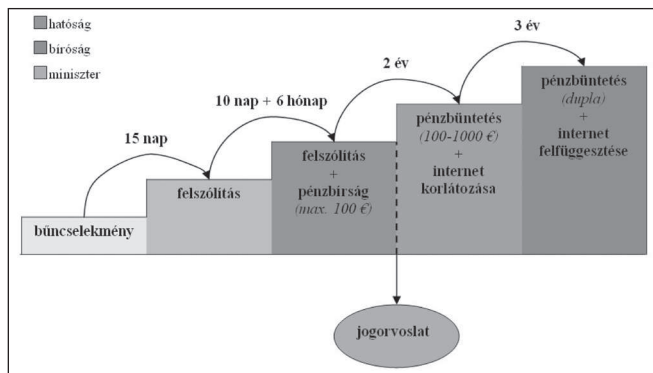 hatóság
bíróság
miniszter
15 nap
10 nap + 6 hónap
2 év
3 év
bűncselekmény
felszólítás
felszólítás
+
pénzbírság
(max. 100 €)
pénzbüntetés
(100-1000 €)
+
internet
korlátozása
pénzbüntetés
(dupla)
+
internet
felfüggesztése
jogorvoslat